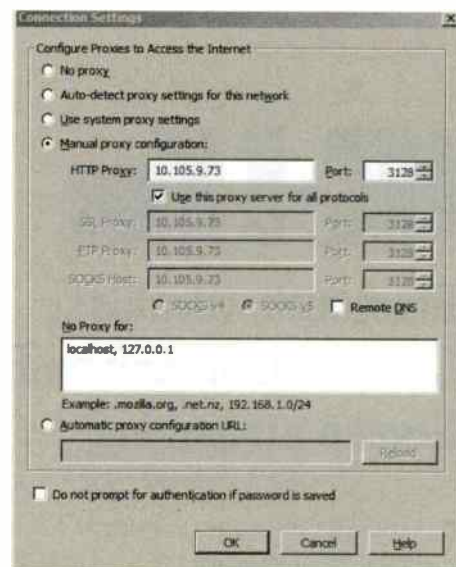 Connection Settings
Configure Proxies to Access the Internet
No proxy
Auto-detect proxy settings for this network
Use system proxy settings
Manual proxy configuration:
HTTP Proxy: 10.105.9.73 Port: 3128
Use this proxy server for all protocols
SSL Proxy: 10.105.9.73 Port: 3128
FTP Proxy: 10.105.9.73 Port: 3128
SOCKS Host: 10.105.9.73 Port: 3128
SOCKS v4 SOCKS v5 Remote DNS
No Proxy for:
localhost, 127.0.0.1
Example: .mozilla.org, .net.nz, 192.168.1.0/24
Automatic proxy configuration URL:
Reload
Do not prompt for authentication if password is saved
OK Cancel Help